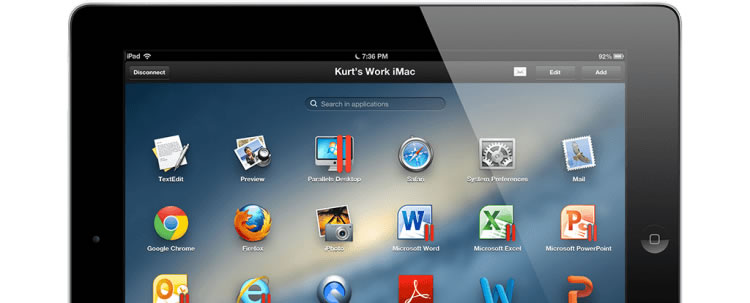 iPad 7:36 PM 92%
Disconnect Kurt's Work iMac Edit Add
Search in applications
TextEdit Preview Parallels Desktop Safari System Preferences Mail
Google Chrome Firefox iPhoto Microsoft Word Microsoft Excel Microsoft PowerPoint